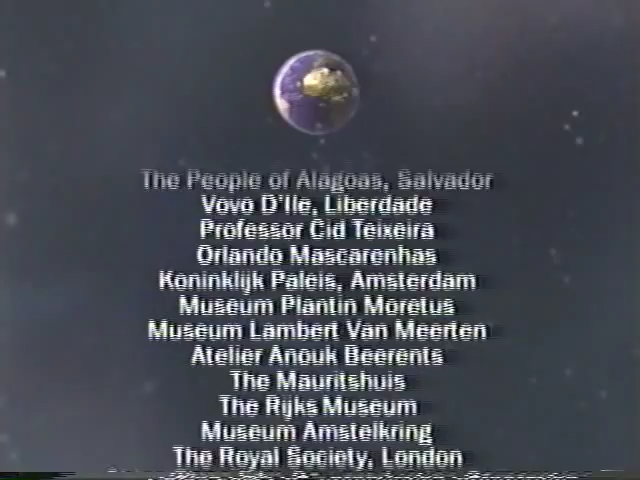 The People of Alagoas, Salvador
Vovo D'Ile, Liberdade
Professor Cid Teixeira
Orlando Mascarenhas
Koninklijk Paleis, Amsterdam
Museum Plantin Moretus
Museum Lambert Van Meerten
Atelier Anouk Beerents
The Mauritshuis
The Rijks Museum
Museum Amstelkring
The Royal Society, London